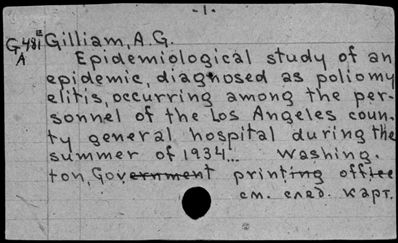 -1-
G 481 E Gilliam, A.G.
A
Epidemiological study of an
epidemic, diagnosed as poliomy
elitis, occurring among the per-
sonnel of the Los Angeles coun-
ty general hospital during the
summer of 1934... Washing.
ton, Government printing office
см. след. карт.